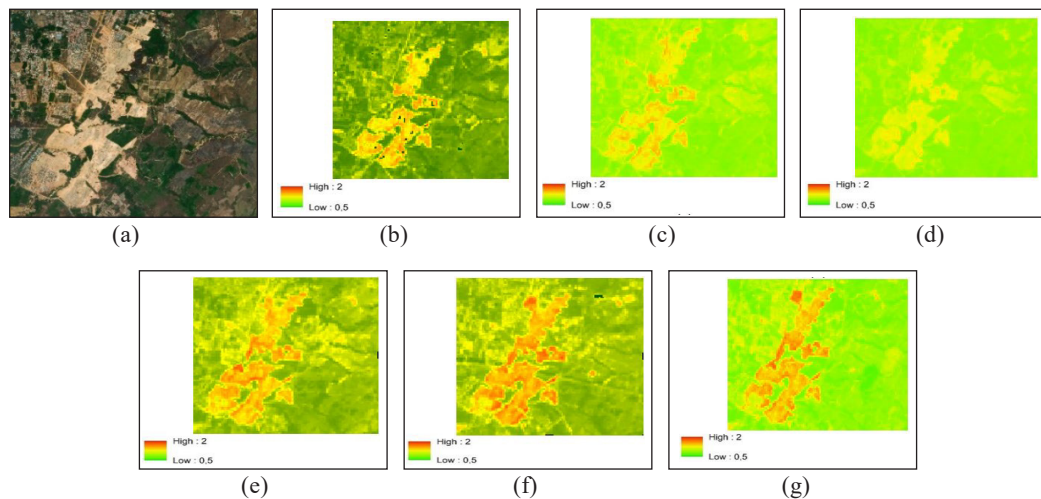 High : 2
Low : 0,5
High : 2
Low : 0,5
High : 2
Low : 0,5
(a)
(b)
(c)
(d)
High : 2
Low : 0,5
High : 2
Low : 0,5
High : 2
Low : 0,5
(e)
(f)
(g)